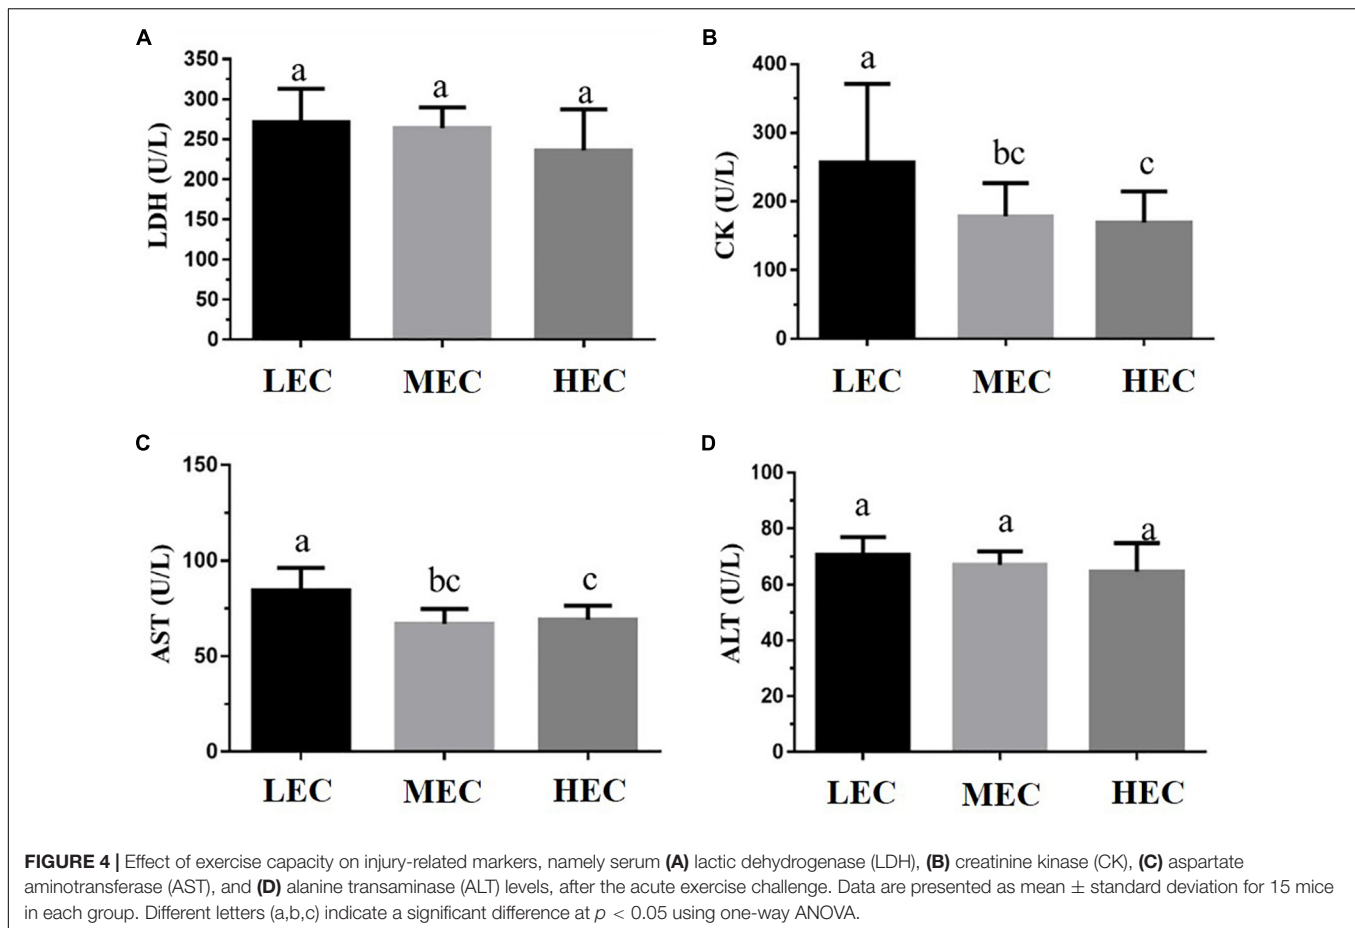 A
350
300
250
200
150
100
50
0
LDH (U/L)
a
a
a
LEC MEC HEC
B
400
300
200
100
0
CK (U/L)
a
bc
c
LEC MEC HEC
C
150
100
50
0
AST (U/L)
a
bc
c
LEC MEC HEC
D
100
80
60
40
20
0
ALT (U/L)
a
a
a
LEC MEC HEC
FIGURE 4 | Effect of exercise capacity on injury-related markers, namely serum (A) lactic dehydrogenase (LDH), (B) creatinine kinase (CK), (C) aspartate
aminotransferase (AST), and (D) alanine transaminase (ALT) levels, after the acute exercise challenge. Data are presented as mean ± standard deviation for 15 mice
in each group. Different letters (a,b,c) indicate a significant difference at p < 0.05 using one-way ANOVA.